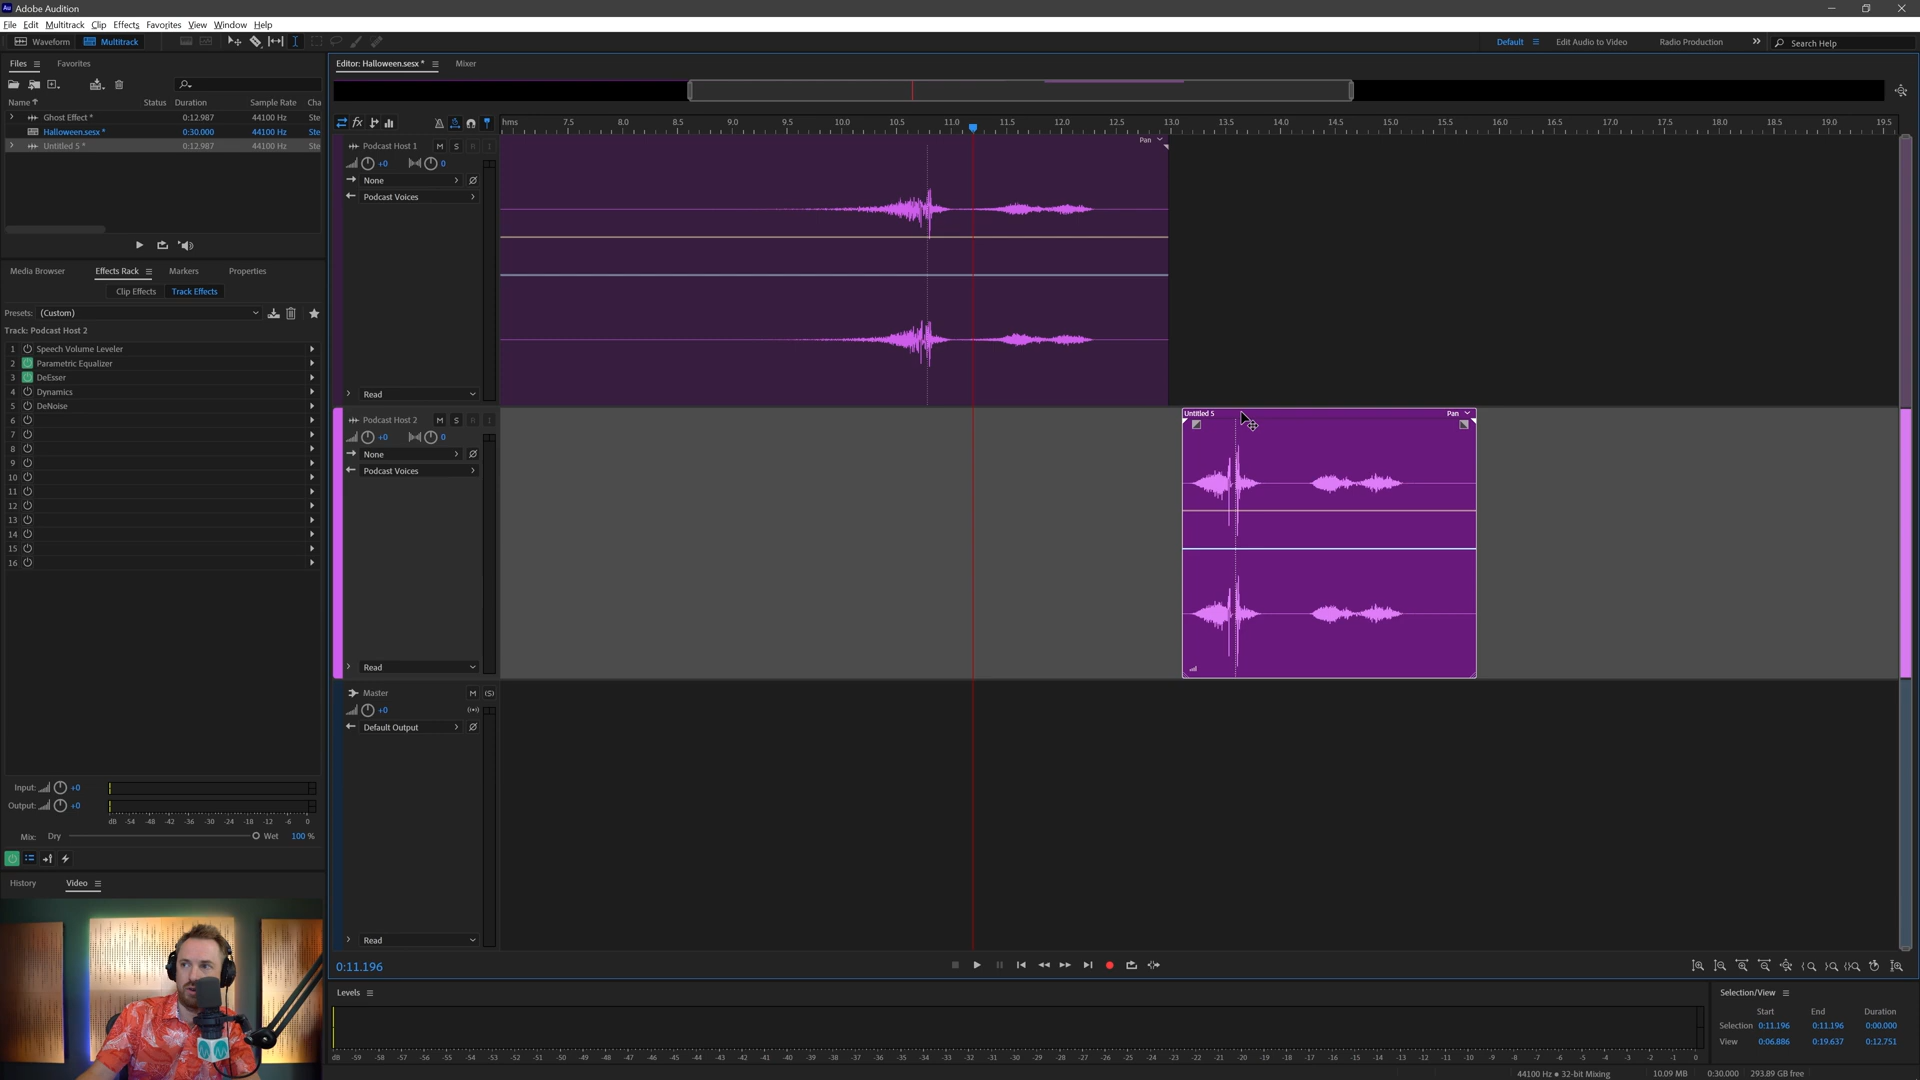 Adobe Audition
File Edit Multitrack Clip Effects Favorites View Window Help
Waveform Multitrack Default Edit Audio to Video Radio Production Search Help
Files Favorites
Name Status Duration Sample Rate Cha
Ghost Effect * 0:12.987 44100 Hz Ste
Halloween.sesx * 0:30.000 44100 Hz Ste
Untitled 5 * 0:12.987 44100 Hz Ste
Media Browser Effects Rack Markers Properties
Clip Effects Track Effects
Presets: (Custom)
Track: Podcast Host 2
1 Speech Volume Leveler
2 Parametric Equalizer
3 DeEsser
4 Dynamics
5 DeNoise
6
7
8
9
10
11
12
13
14
15
16
Input: +0
Output: +0
dB -54 -48 -42 -36 -30 -24 -18 -12 -6 0
Mix: Dry Wet 100 %
History Video
Editor: Halloween.sesx * Mixer
fx hms 7.5 8.0 8.5 9.0 9.5 10.0 10.5 11.0 11.5 12.0 12.5 13.0 13.5 14.0 14.5 15.0 15.5 16.0 16.5 17.0 17.5 18.0 18.5 19.0 19.5
Podcast Host 1 M S R I Pan
+0 0
None
Podcast Voices
Read
Podcast Host 2 M S R I
+0 0
None
Podcast Voices
Read
Untitled 5 Pan
Master M (S)
+0
Default Output
Read
0:11.196
Levels
dB -59 -58 -57 -56 -55 -54 -53 -52 -51 -50 -49 -48 -47 -46 -45 -44 -43 -42 -41 -40 -39 -38 -37 -36 -35 -34 -33 -32 -31 -30 -29 -28 -27 -26 -25 -24 -23 -22 -21 -20 -19 -18 -17 -16 -15 -14 -13 -12 -11 -10 -9 -8 -7 -6 -5 -4 -3 -2 -1 0
Selection/View
Start End Duration
Selection 0:11.196 0:11.196 0:00.000
View 0:06.886 0:19.637 0:12.751
44100 Hz ● 32-bit Mixing 10.09 MB 0:30.000 293.89 GB free